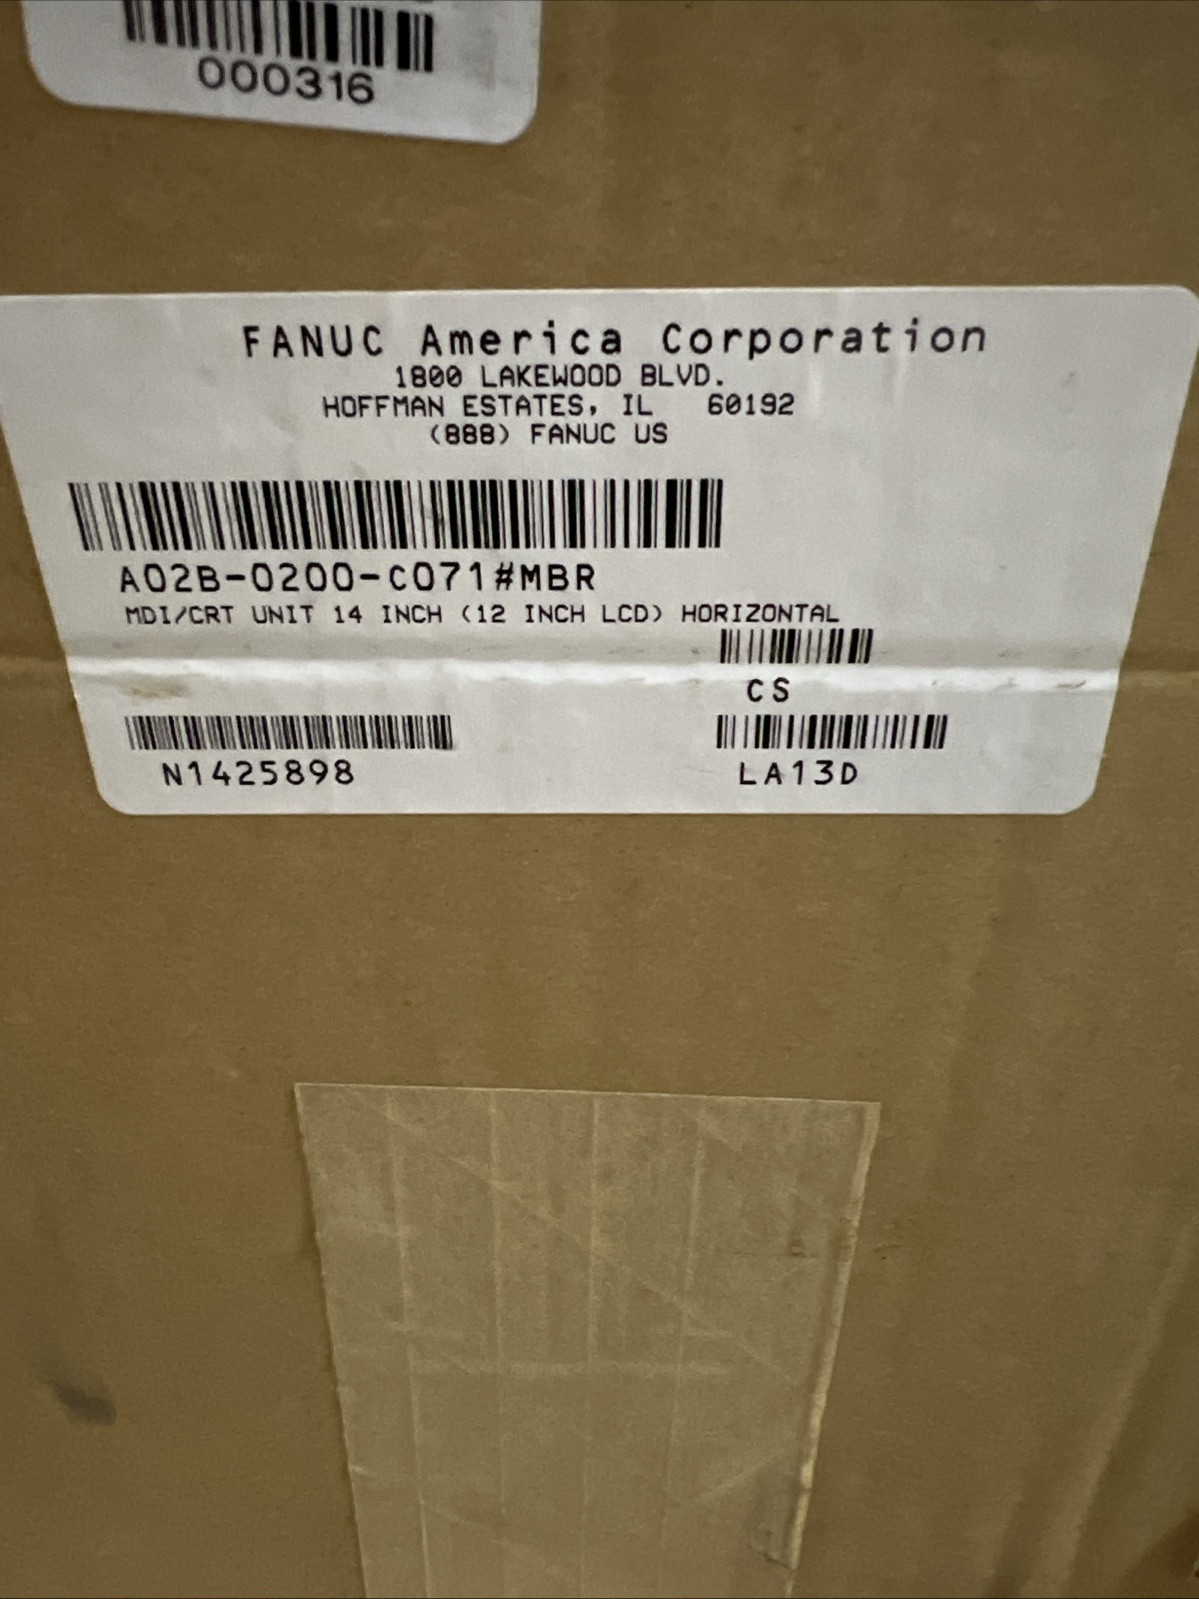 000316
FANUC America Corporation
1800 LAKEWOOD BLVD.
HOFFMAN ESTATES, IL 60192
(888) FANUC US
A02B-0200-C071#MBR
MDI/CRT UNIT 14 INCH (12 INCH LCD) HORIZONTAL
CS
N1425898 LA13D